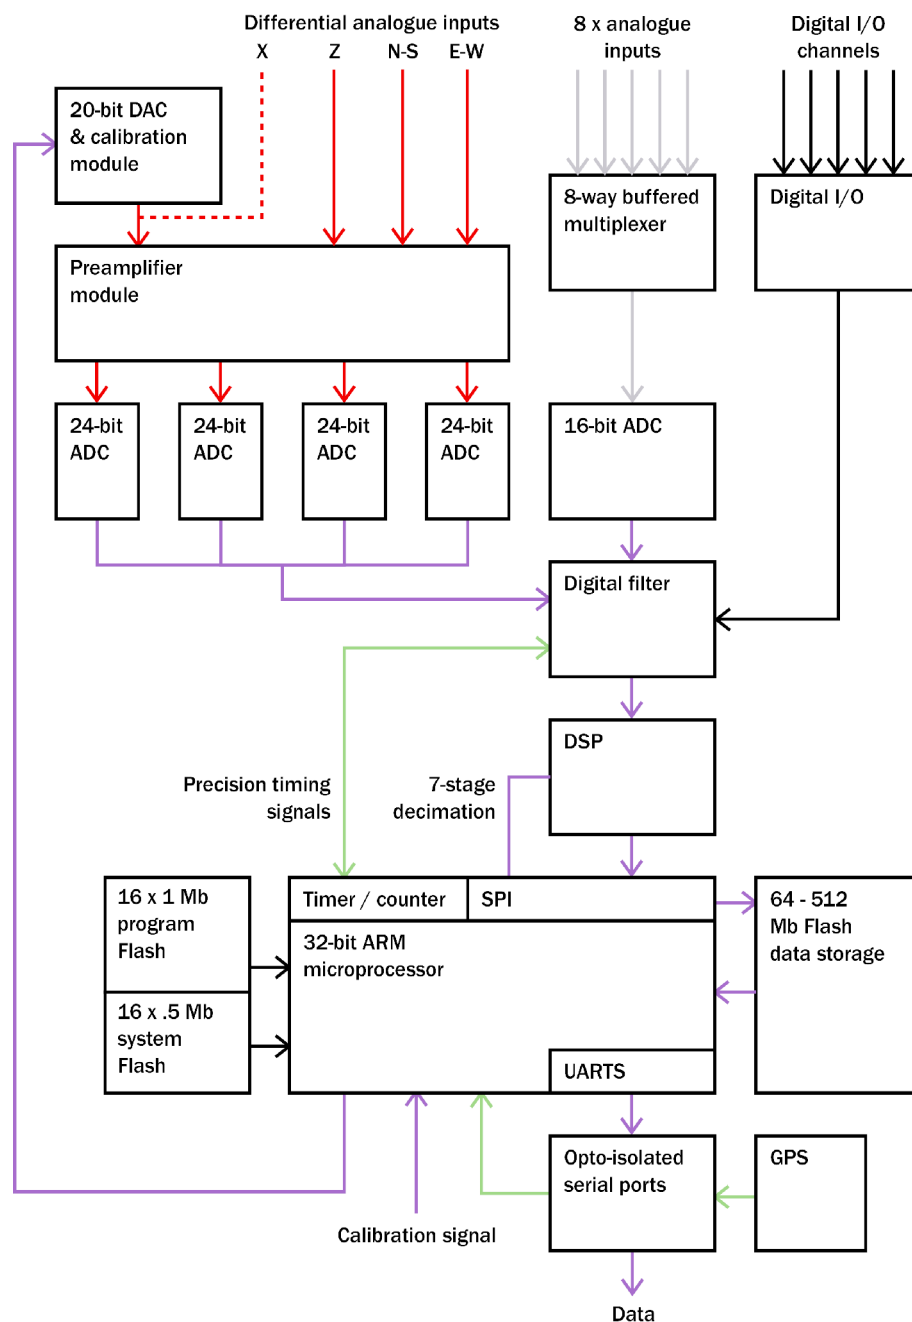 Differential analogue inputs
X
Z
N-S
E-W
8 x analogue
inputs
Digital I/O
channels
20-bit DAC
& calibration
module
8-way buffered
multiplexer
Digital I/O
Preamplifier
module
24-bit
ADC
24-bit
ADC
24-bit
ADC
24-bit
ADC
16-bit ADC
Digital filter
DSP
Precision timing
signals
7-stage
decimation
16 x 1 Mb
program
Flash
Timer / counter
SPI
64 - 512
Mb Flash
data storage
32-bit ARM
microprocessor
16 x .5 Mb
system
Flash
UARTS
Opto-isolated
serial ports
GPS
Calibration signal
Data